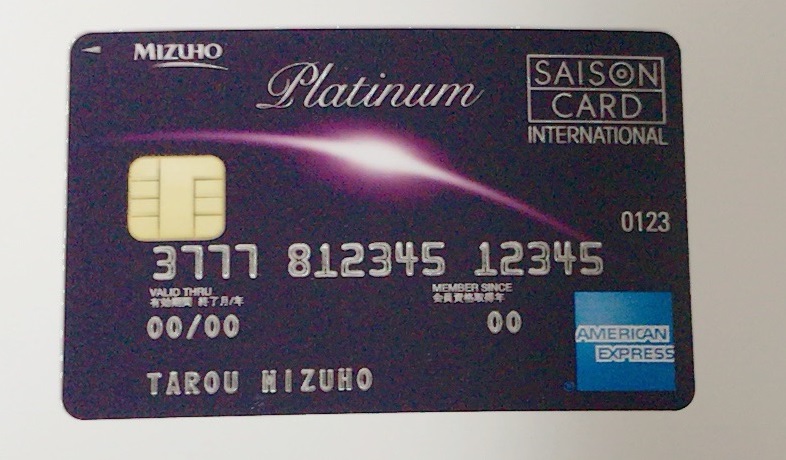 MIZUHO
Platinum
SAISON
CARD
INTERNATIONAL
0123
3777 812345 12345
VALID THRU
有効期間 終了月/年
MEMBER SINCE
会員資格取得年
00/00
00
AMERICAN
EXPRESS
TAROU MIZUHO